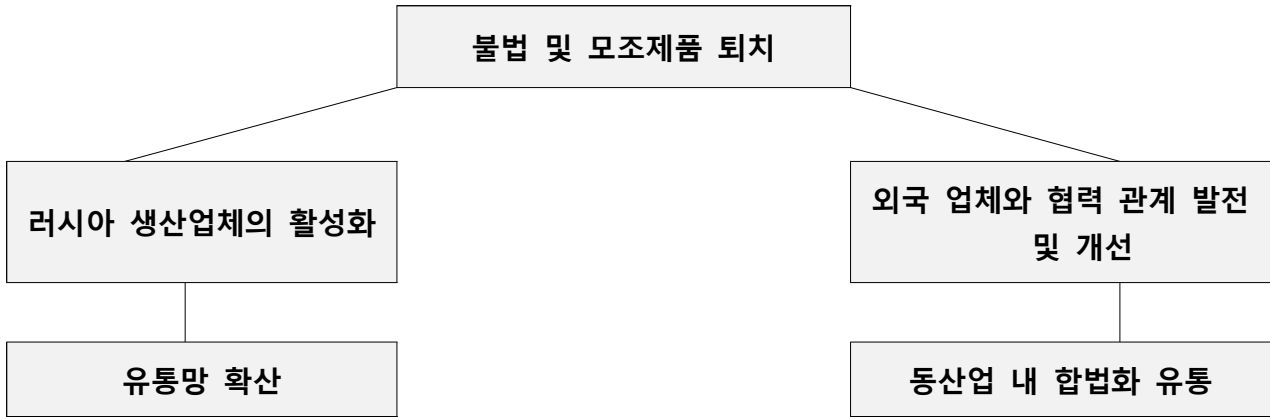 불법 및 모조제품 퇴치
러시아 생산업체의 활성화
외국 업체와 협력 관계 발전
및 개선
유통망 확산
동산업 내 합법화 유통